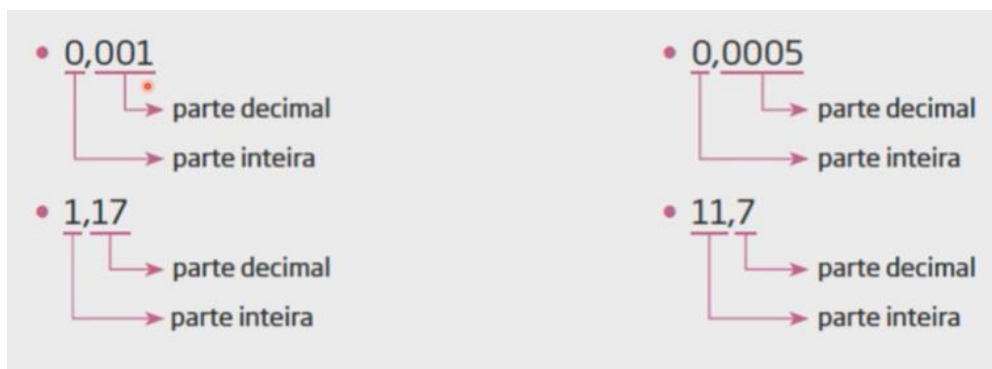 • 0,001
parte decimal
parte inteira
• 0,0005
parte decimal
parte inteira
• 1,17
parte decimal
parte inteira
• 11,7
parte decimal
parte inteira